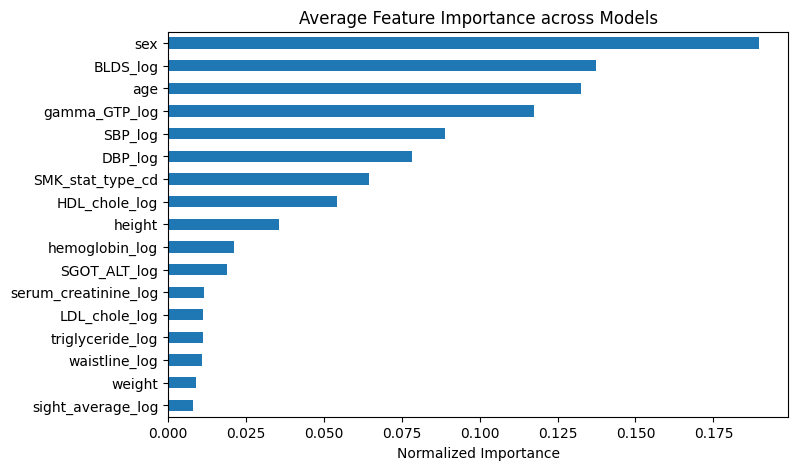 Average Feature Importance across Models
sex
BLDS_log
age
gamma_GTP_log
SBP_log
DBP_log
SMK_stat_type_cd
HDL_chole_log
height
hemoglobin_log
SGOT_ALT_log
serum_creatinine_log
LDL_chole_log
triglyceride_log
waistline_log
weight
sight_average_log
0.000 0.025 0.050 0.075 0.100 0.125 0.150 0.175
Normalized Importance